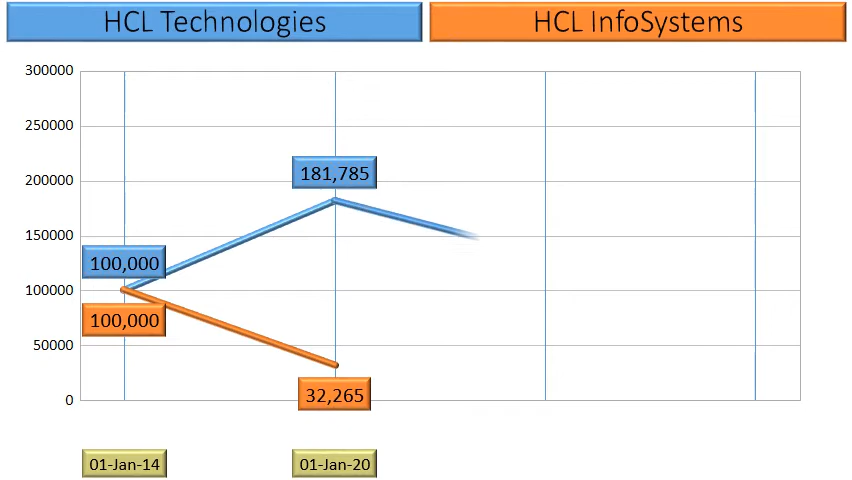 HCL Technologies
HCL InfoSystems
300000
250000
200000
181,785
150000
100,000
100000
100,000
50000
32,265
0
01-Jan-14
01-Jan-20